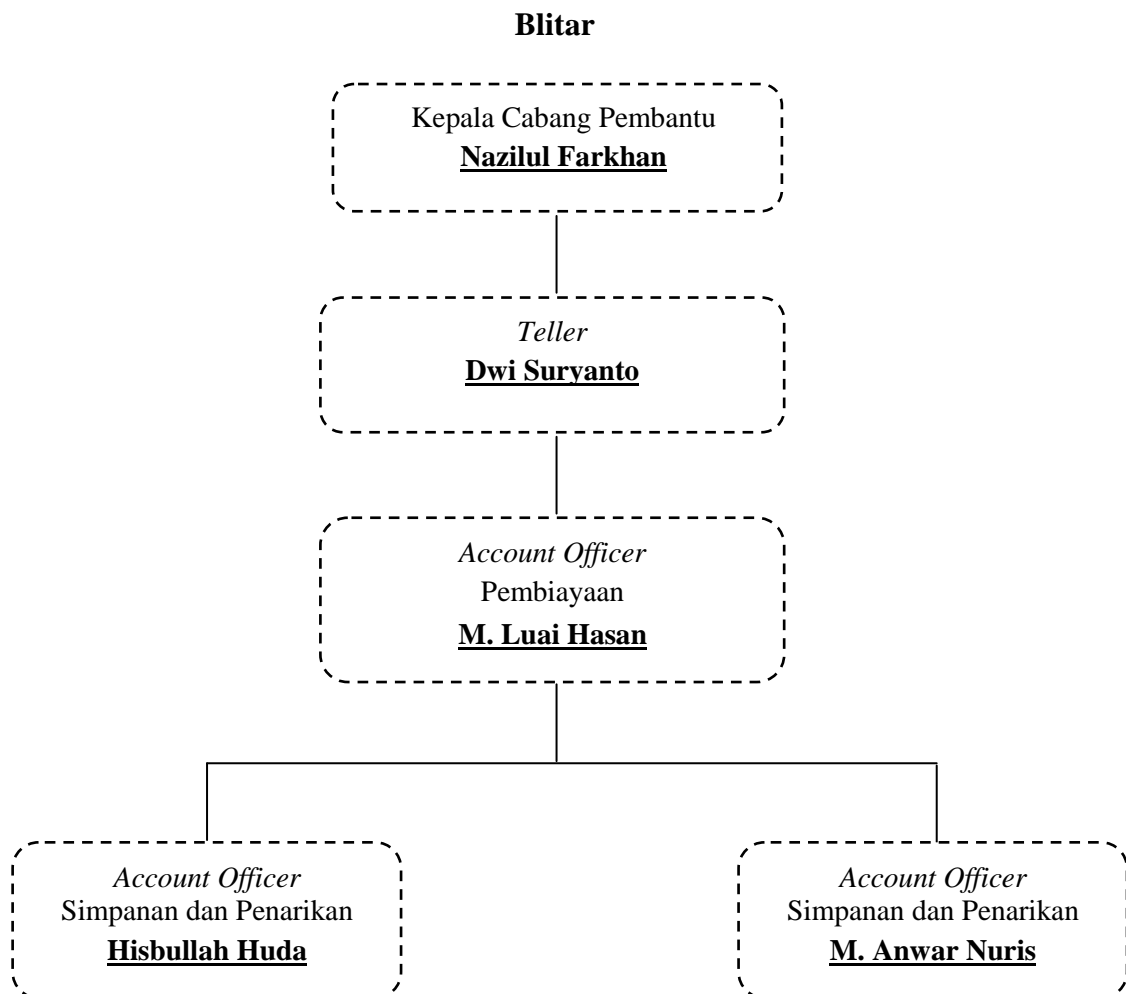 Blitar
Kepala Cabang Pembantu
Nazilul Farkhan
Teller
Dwi Suryanto
Account Officer
Pembiayaan
M. Luai Hasan
Account Officer
Simpanan dan Penarikan
Hisbullah Huda
Account Officer
Simpanan dan Penarikan
M. Anwar Nuris